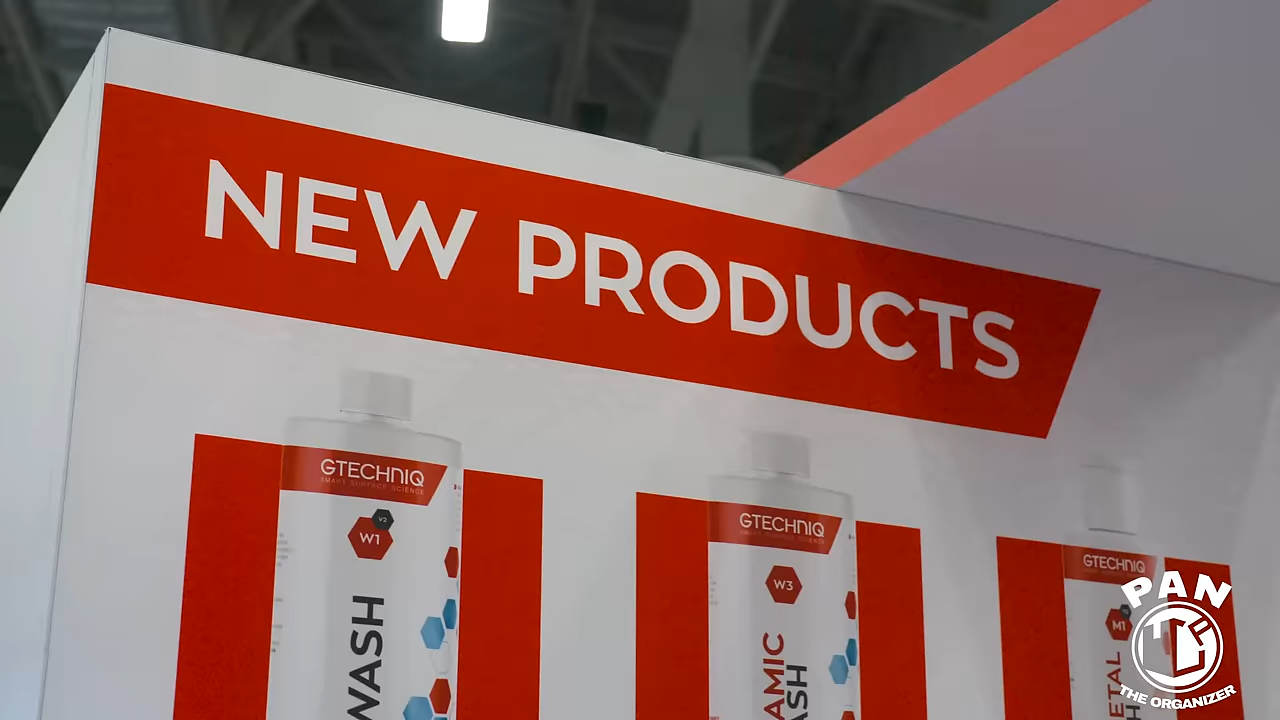 NEW PRODUCTS
GTECHNIQ
SMART SURFACE SCIENCE
V2
W1
WASH
GTECHNIQ
SMART SURFACE SCIENCE
W3
AMIC
ASH
GTECHNIQ
M1
ETAL
PAN
THE ORGANIZER